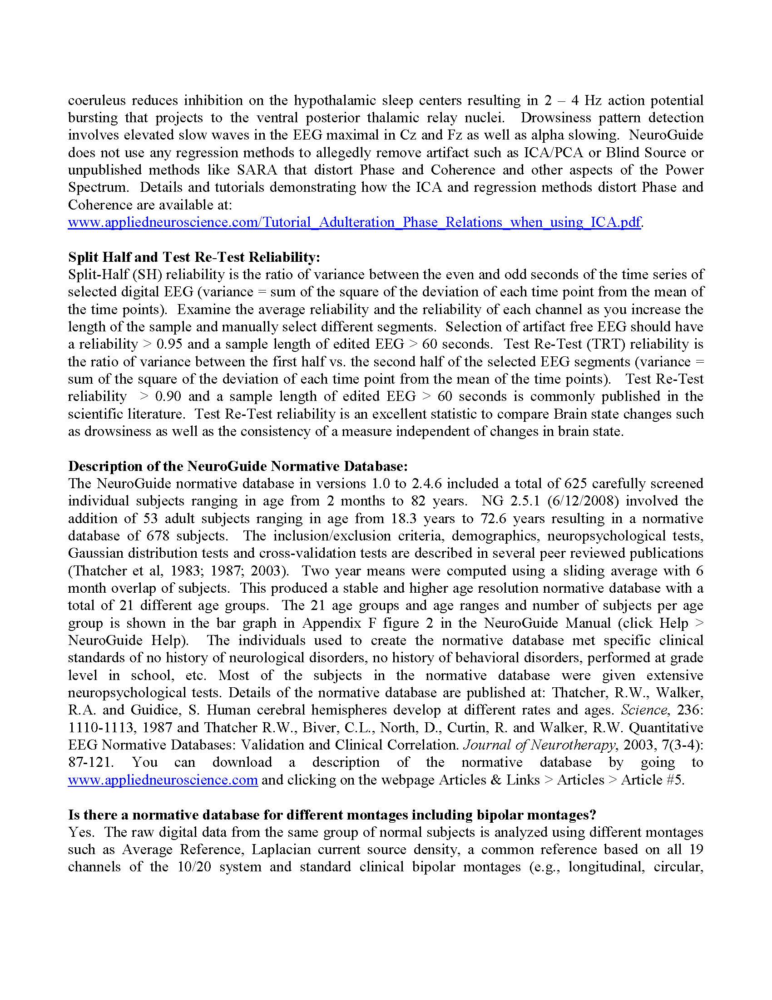 coeruleus reduces inhibition on the hypothalamic sleep centers resulting in 2 – 4 Hz action potential
bursting that projects to the ventral posterior thalamic relay nuclei. Drowsiness pattern detection
involves elevated slow waves in the EEG maximal in Cz and Fz as well as alpha slowing. NeuroGuide
does not use any regression methods to allegedly remove artifact such as ICA/PCA or Blind Source or
unpublished methods like SARA that distort Phase and Coherence and other aspects of the Power
Spectrum. Details and tutorials demonstrating how the ICA and regression methods distort Phase and
Coherence are available at:
www.appliedneuroscience.com/Tutorial_Adulteration_Phase_Relations_when_using_ICA.pdf.
Split Half and Test Re-Test Reliability:
Split-Half (SH) reliability is the ratio of variance between the even and odd seconds of the time series of
selected digital EEG (variance = sum of the square of the deviation of each time point from the mean of
the time points). Examine the average reliability and the reliability of each channel as you increase the
length of the sample and manually select different segments. Selection of artifact free EEG should have
a reliability > 0.95 and a sample length of edited EEG > 60 seconds. Test Re-Test (TRT) reliability is
the ratio of variance between the first half vs. the second half of the selected EEG segments (variance =
sum of the square of the deviation of each time point from the mean of the time points). Test Re-Test
reliability > 0.90 and a sample length of edited EEG > 60 seconds is commonly published in the
scientific literature. Test Re-Test reliability is an excellent statistic to compare Brain state changes such
as drowsiness as well as the consistency of a measure independent of changes in brain state.
Description of the NeuroGuide Normative Database:
The NeuroGuide normative database in versions 1.0 to 2.4.6 included a total of 625 carefully screened
individual subjects ranging in age from 2 months to 82 years. NG 2.5.1 (6/12/2008) involved the
addition of 53 adult subjects ranging in age from 18.3 years to 72.6 years resulting in a normative
database of 678 subjects. The inclusion/exclusion criteria, demographics, neuropsychological tests,
Gaussian distribution tests and cross-validation tests are described in several peer reviewed publications
(Thatcher et al, 1983; 1987; 2003). Two year means were computed using a sliding average with 6
month overlap of subjects. This produced a stable and higher age resolution normative database with a
total of 21 different age groups. The 21 age groups and age ranges and number of subjects per age
group is shown in the bar graph in Appendix F figure 2 in the NeuroGuide Manual (click Help >
NeuroGuide Help). The individuals used to create the normative database met specific clinical
standards of no history of neurological disorders, no history of behavioral disorders, performed at grade
level in school, etc. Most of the subjects in the normative database were given extensive
neuropsychological tests. Details of the normative database are published at: Thatcher, R.W., Walker,
R.A. and Guidice, S. Human cerebral hemispheres develop at different rates and ages. Science, 236:
1110-1113, 1987 and Thatcher R.W., Biver, C.L., North, D., Curtin, R. and Walker, R.W. Quantitative
EEG Normative Databases: Validation and Clinical Correlation. Journal of Neurotherapy, 2003, 7(3-4):
87-121. You can download a description of the normative database by going to
www.appliedneuroscience.com and clicking on the webpage Articles & Links > Articles > Article #5.
Is there a normative database for different montages including bipolar montages?
Yes. The raw digital data from the same group of normal subjects is analyzed using different montages
such as Average Reference, Laplacian current source density, a common reference based on all 19
channels of the 10/20 system and standard clinical bipolar montages (e.g., longitudinal, circular,